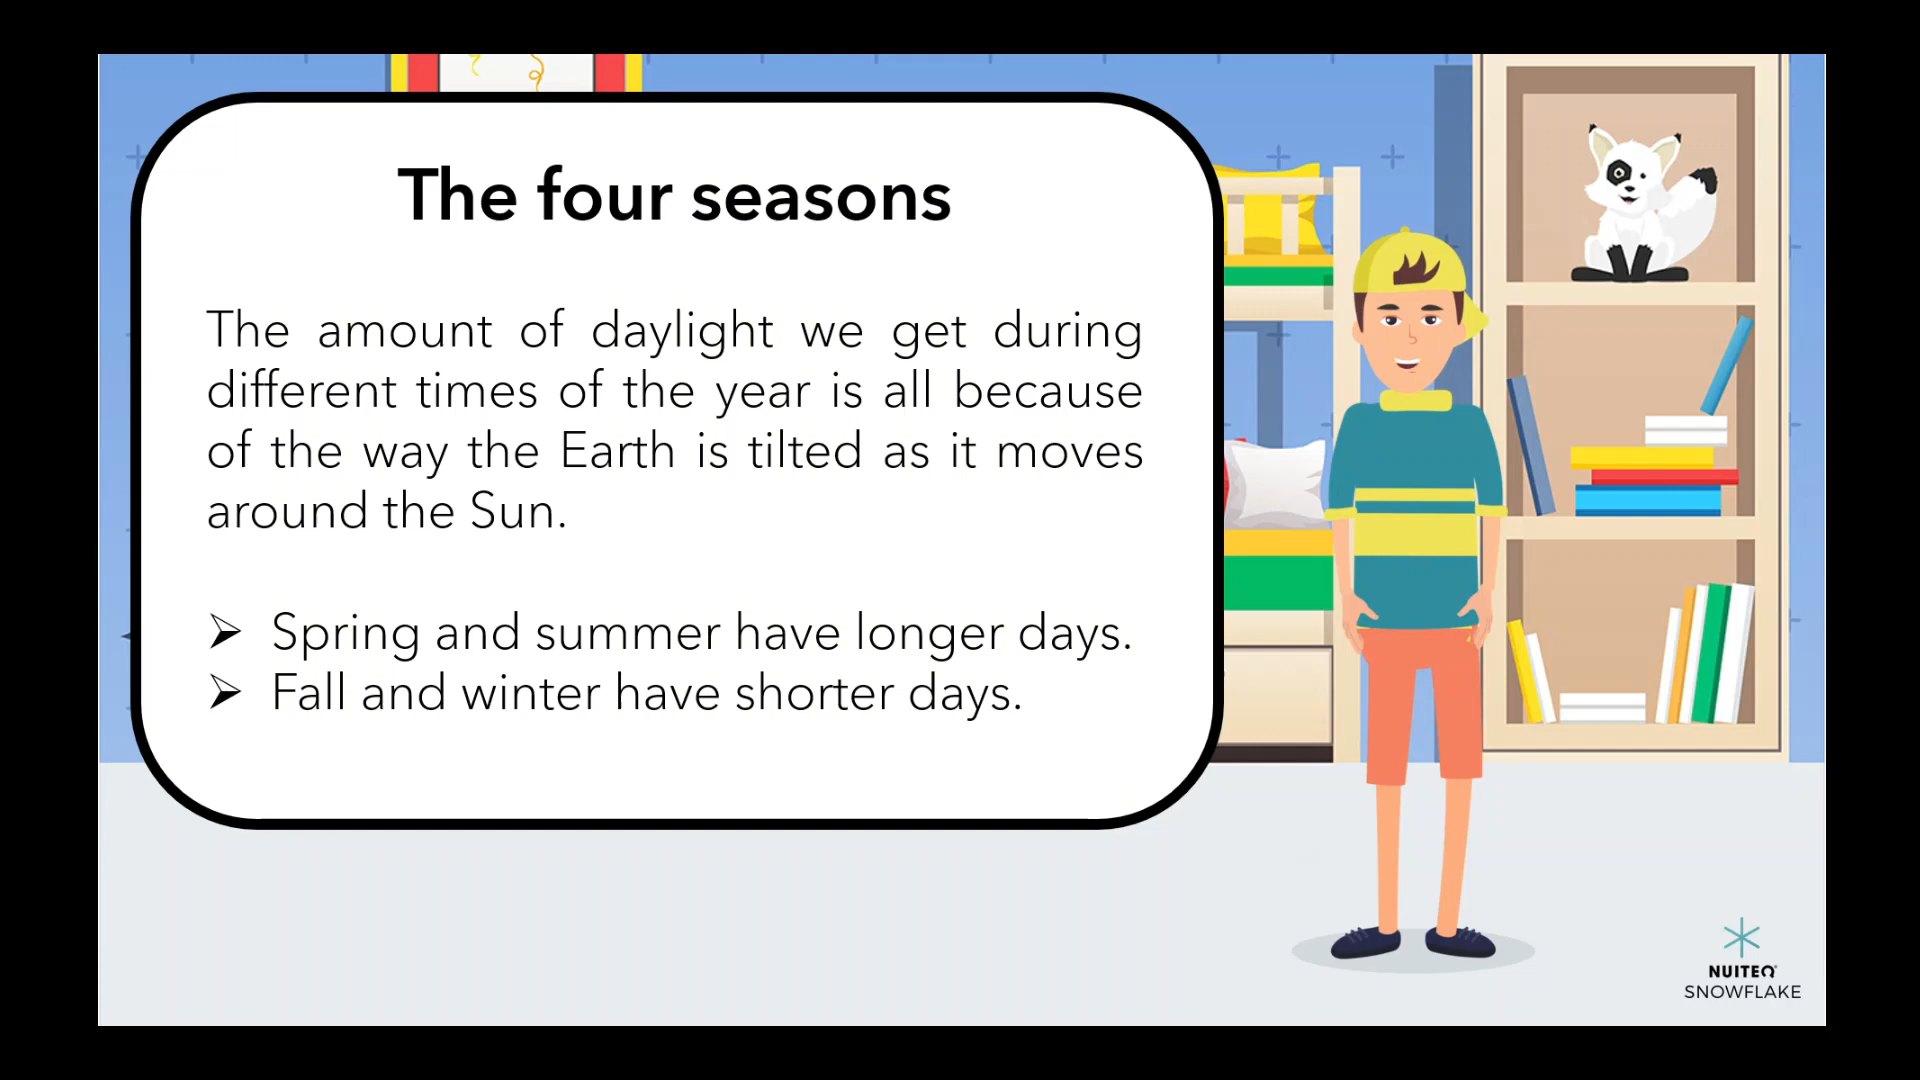 The four seasons
The amount of daylight we get during
different times of the year is all because
of the way the Earth is tilted as it moves
around the Sun.
➢ Spring and summer have longer days.
➢ Fall and winter have shorter days.
NUITEQ
SNOWFLAKE